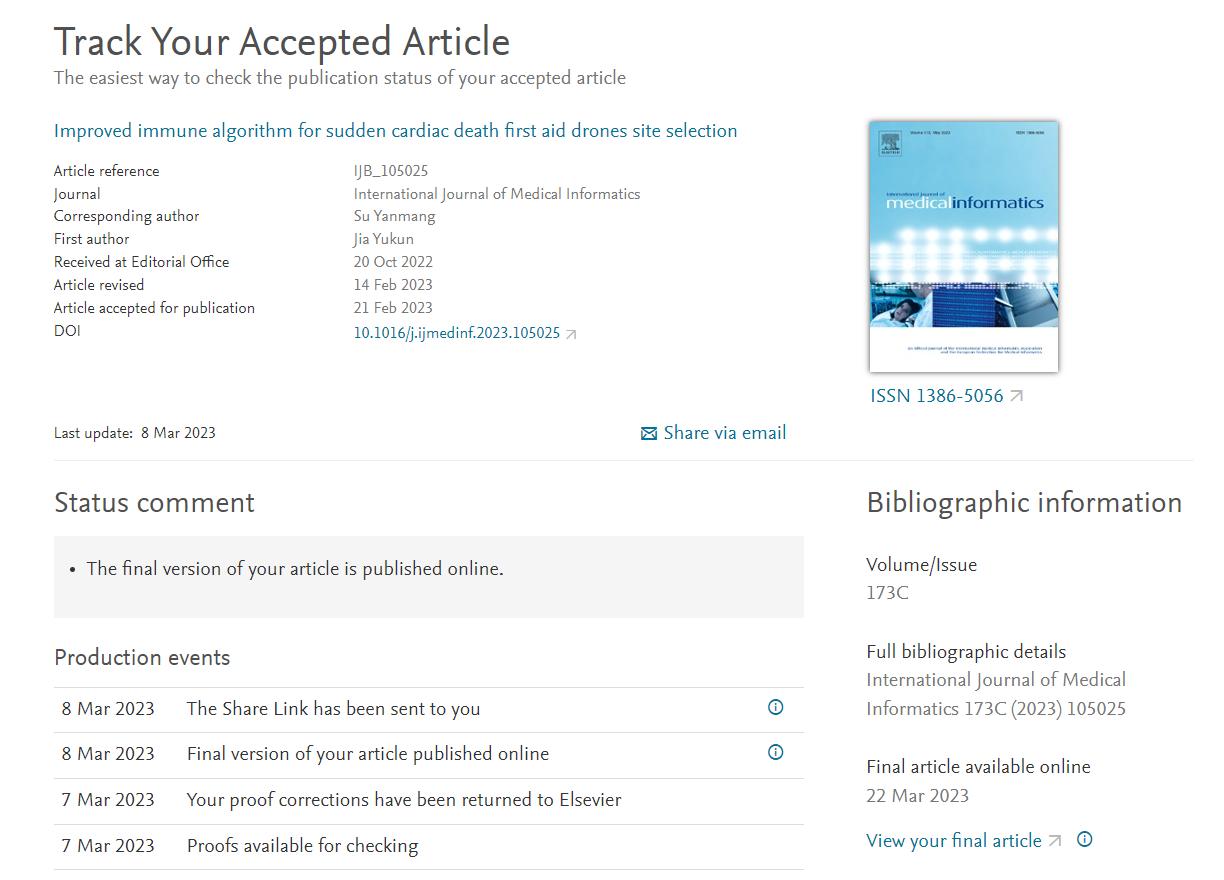 Track Your Accepted Article
The easiest way to check the publication status of your accepted article
Improved immune algorithm for sudden cardiac death first aid drones site selection
Article reference IJB_105025
Journal International Journal of Medical Informatics
Corresponding author Su Yanmang
First author Jia Yukun
Received at Editorial Office 20 Oct 2022
Article revised 14 Feb 2023
Article accepted for publication 21 Feb 2023
DOI 10.1016/j.ijmedinf.2023.105025
ELSEVIER
ISSN 1386-5056
International Journal of
medicalinformatics
ISSN 1386-5056
Last update: 8 Mar 2023 Share via email
Status comment
• The final version of your article is published online.
Production events
8 Mar 2023 The Share Link has been sent to you
8 Mar 2023 Final version of your article published online
7 Mar 2023 Your proof corrections have been returned to Elsevier
7 Mar 2023 Proofs available for checking
Bibliographic information
Volume/Issue
173C
Full bibliographic details
International Journal of Medical
Informatics 173C (2023) 105025
Final article available online
22 Mar 2023
View your final article